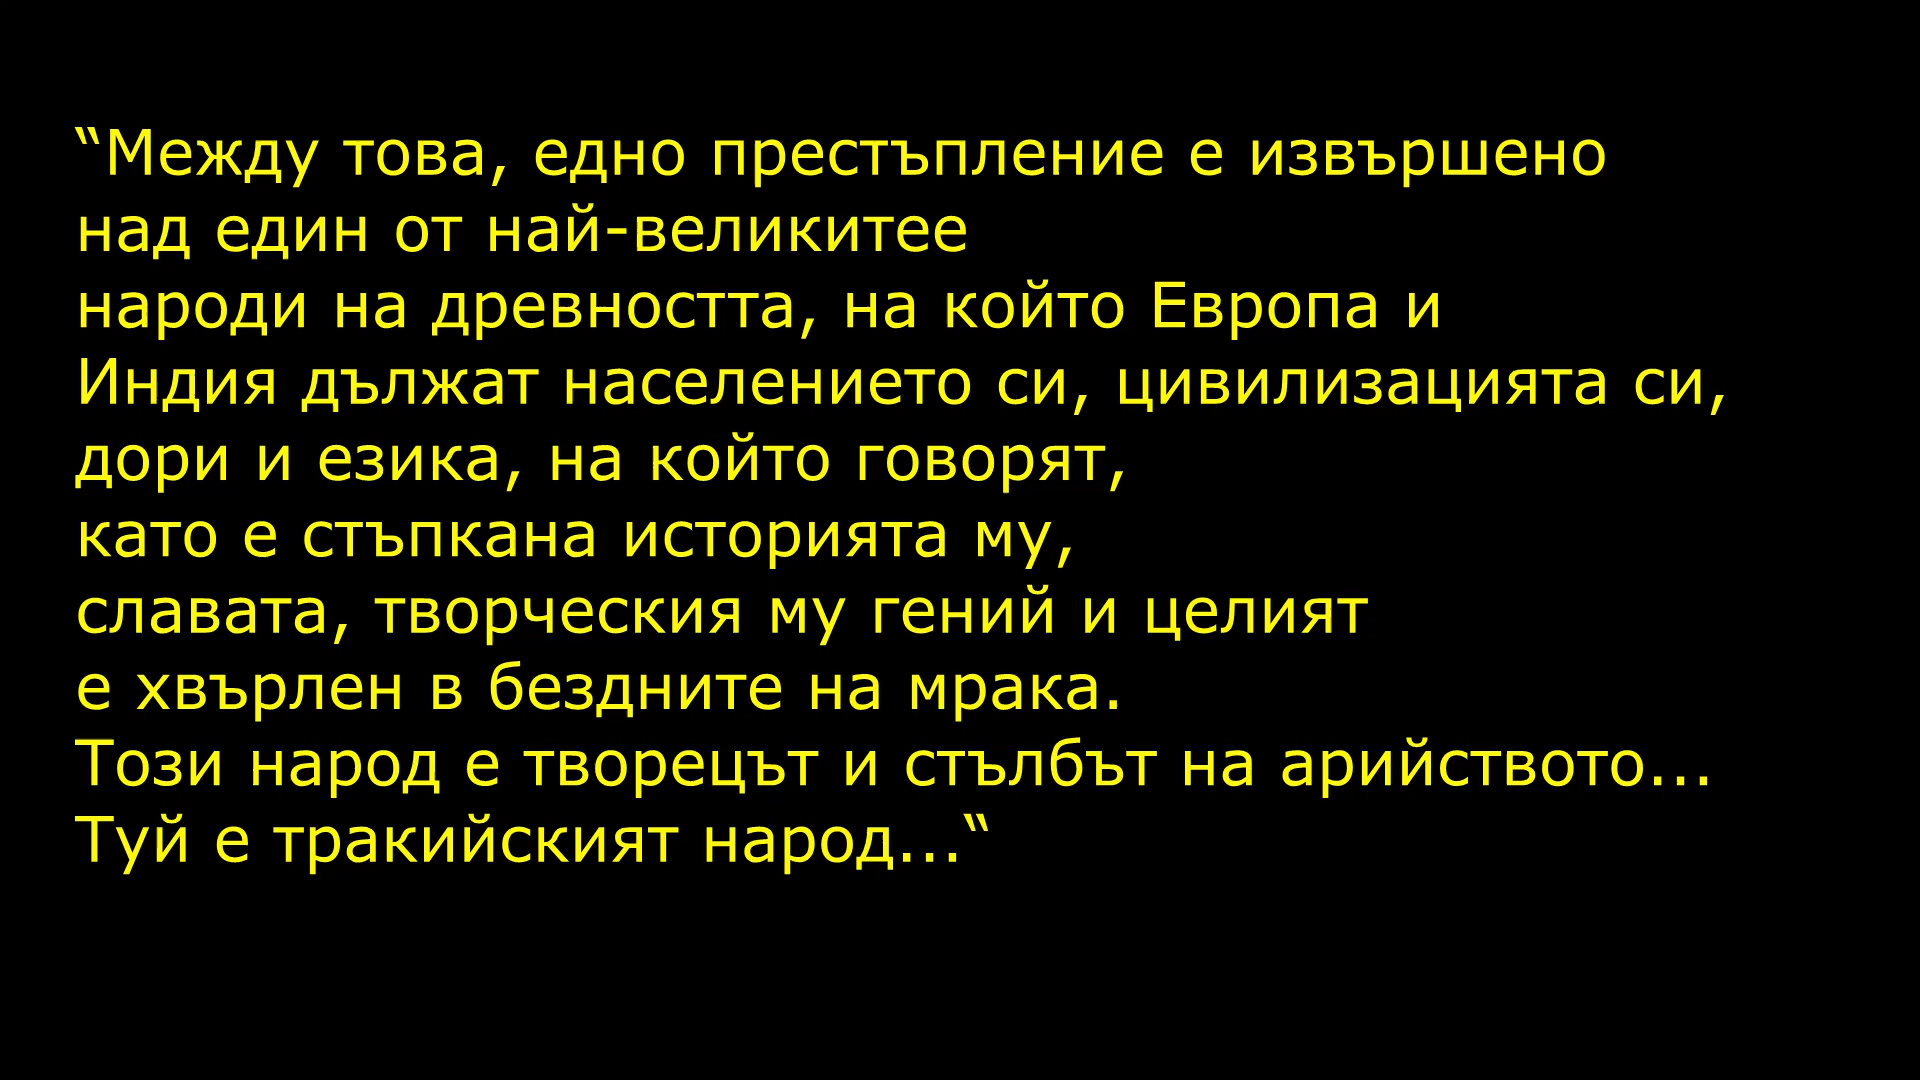 “Между това, едно престъпление е извършено
над един от най-великитее
народи на древността, на който Европа и
Индия дължат населението си, цивилизацията си,
дори и езика, на който говорят,
като е стъпкана историята му,
славата, творческия му гений и целият
е хвърлен в бездните на мрака.
Този народ е творецът и стълбът на арийството...
Туй е тракийският народ...“